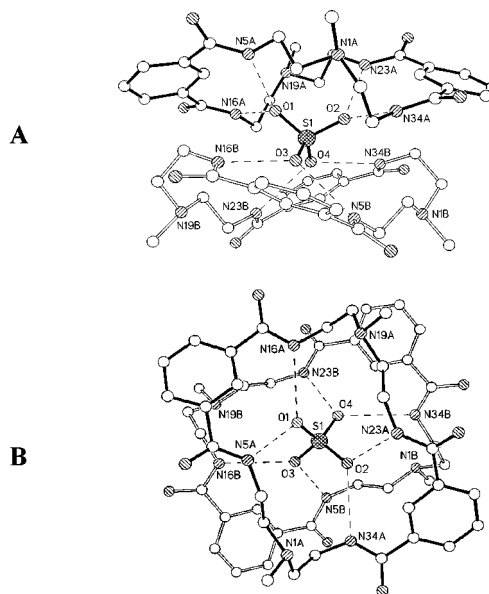 A
N5A
N1A
N19A
N23A
N16A
O1
O2
N34A
S1
N16B
O3
O4
N34B
N23B
N5B
N19B
N1B
B
N16A
N19A
N23B
N19B
O1
O4
N34B
S1
N23A
N5A
N16B
O3
O2
N1B
N5B
N1A
N34A